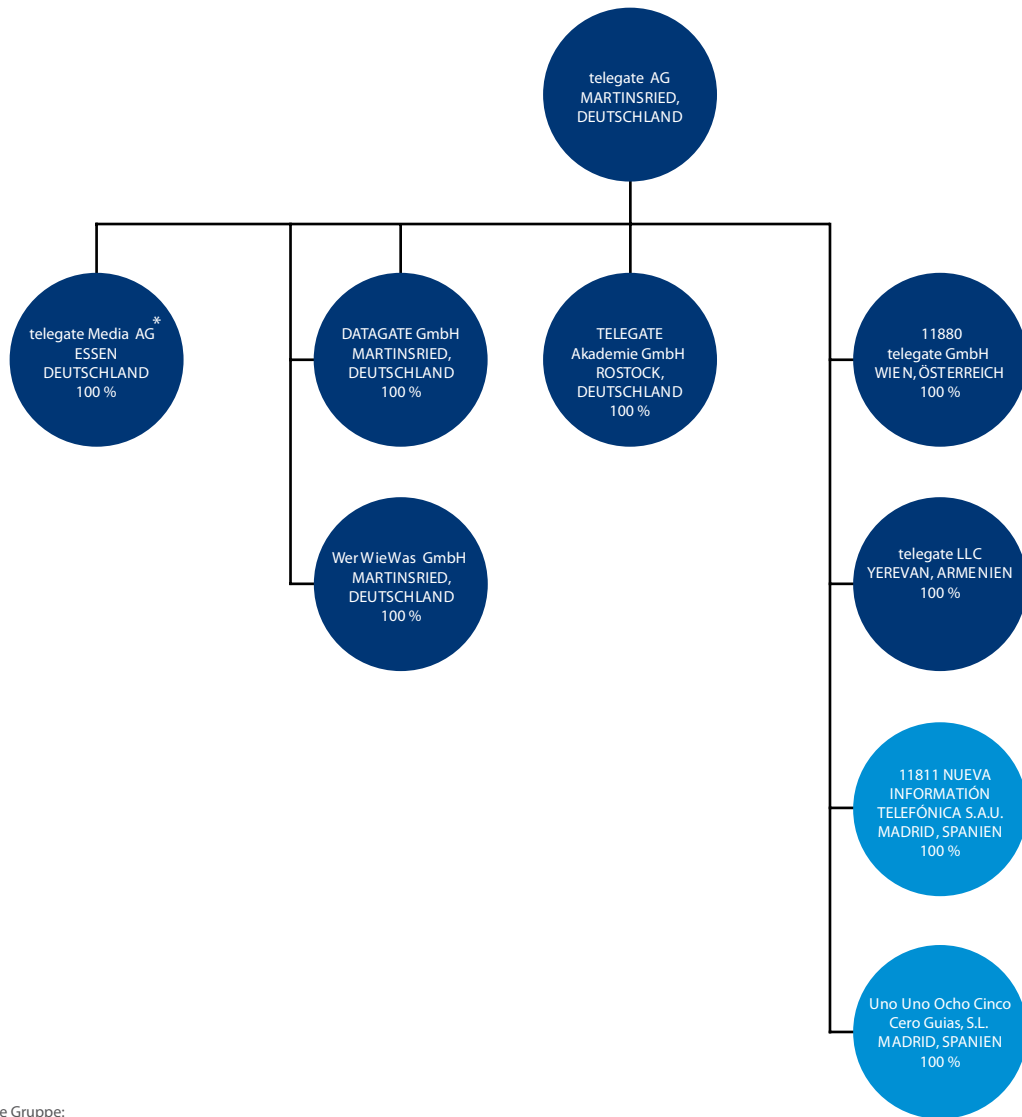 telegate AG
MARTINSRIED,
DEUTSCHLAND
telegate Media AG*
ESSEN
DEUTSCHLAND
100 %
DATAGATE GmbH
MARTINSRIED,
DEUTSCHLAND
100 %
TELEGATE
Akademie GmbH
ROSTOCK,
DEUTSCHLAND
100 %
11880
telegate GmbH
WIEN, ÖSTERREICH
100 %
WerWieWas GmbH
MARTINSRIED,
DEUTSCHLAND
100 %
telegate LLC
YEREVAN, ARMENIEN
100 %
11811 NUEVA
INFORMATIÓN
TELEFÓNICA S.A.U.
MADRID, SPANIEN
100 %
Uno Uno Ocho Cinco
Cero Guias, S.L.
MADRID, SPANIEN
100 %
e Gruppe: